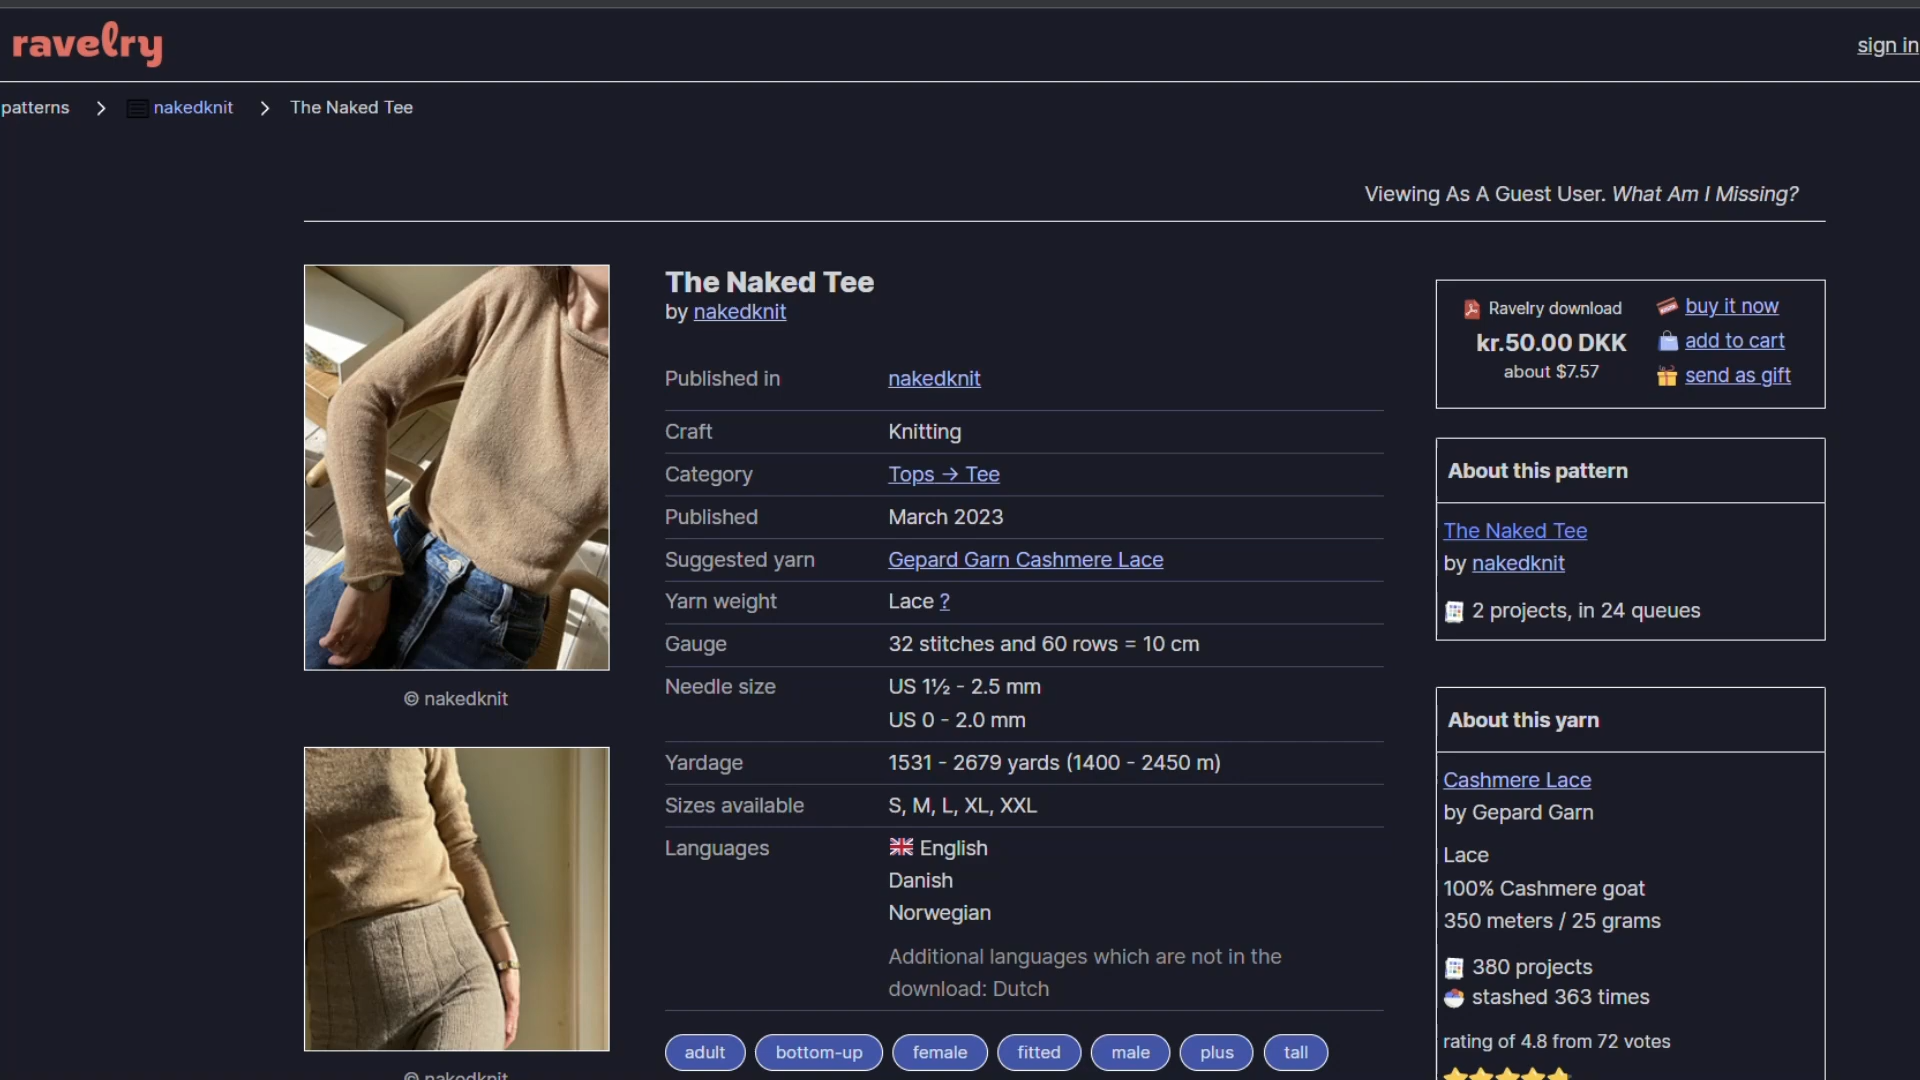 ravelry
sign in
patterns > nakedknit > The Naked Tee
Viewing As A Guest User. What Am I Missing?
© nakedknit
© nakedknit
The Naked Tee
by nakedknit
Published in nakedknit
Craft Knitting
Category Tops → Tee
Published March 2023
Suggested yarn Gepard Garn Cashmere Lace
Yarn weight Lace ?
Gauge 32 stitches and 60 rows = 10 cm
Needle size US 1½ - 2.5 mm
US 0 - 2.0 mm
Yardage 1531 - 2679 yards (1400 - 2450 m)
Sizes available S, M, L, XL, XXL
Languages English
Danish
Norwegian
Additional languages which are not in the
download: Dutch
adult bottom-up female fitted male plus tall
Ravelry download
kr.50.00 DKK
about $7.57
buy it now
add to cart
send as gift
About this pattern
The Naked Tee
by nakedknit
2 projects, in 24 queues
About this yarn
Cashmere Lace
by Gepard Garn
Lace
100% Cashmere goat
350 meters / 25 grams
380 projects
stashed 363 times
rating of 4.8 from 72 votes